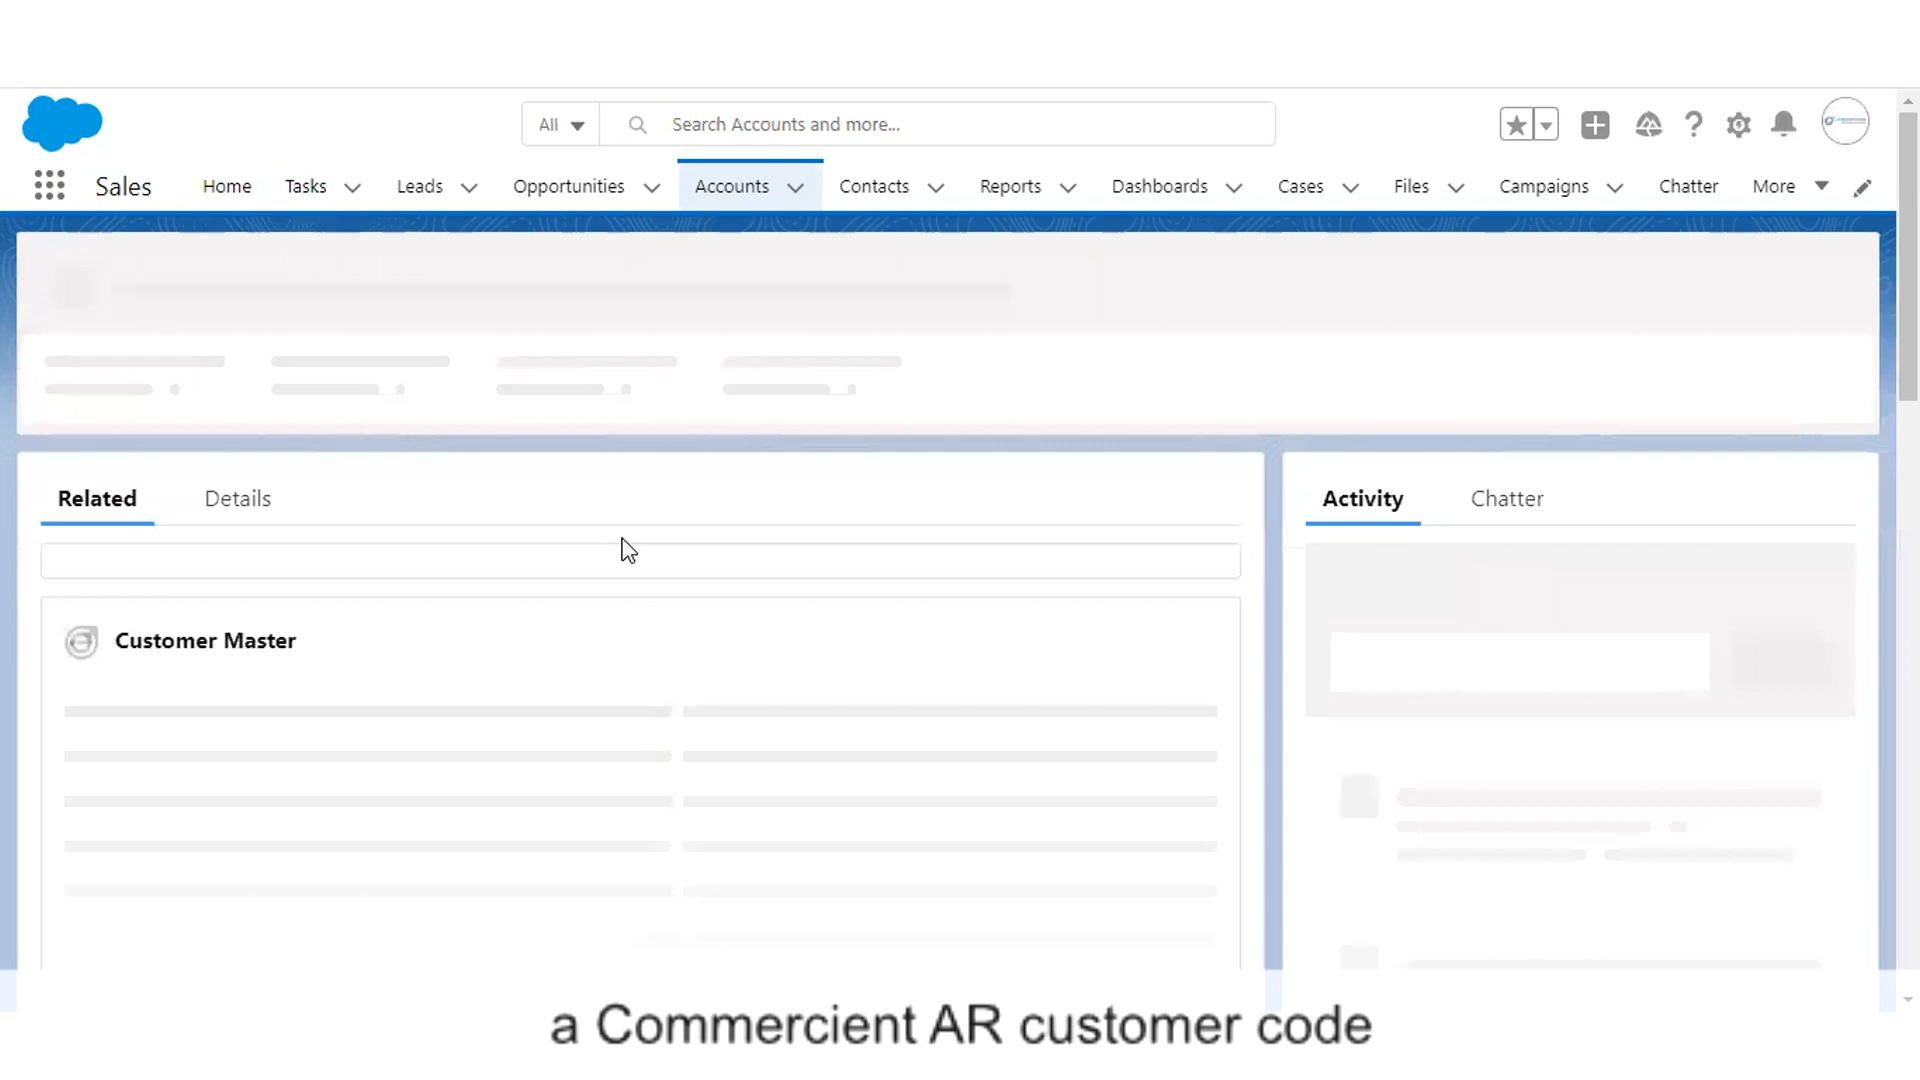 All
Search Accounts and more...
Sales Home Tasks Leads Opportunities Accounts Contacts Reports Dashboards Cases Files Campaigns Chatter More
Related Details
Activity Chatter
Customer Master
a Commercient AR customer code